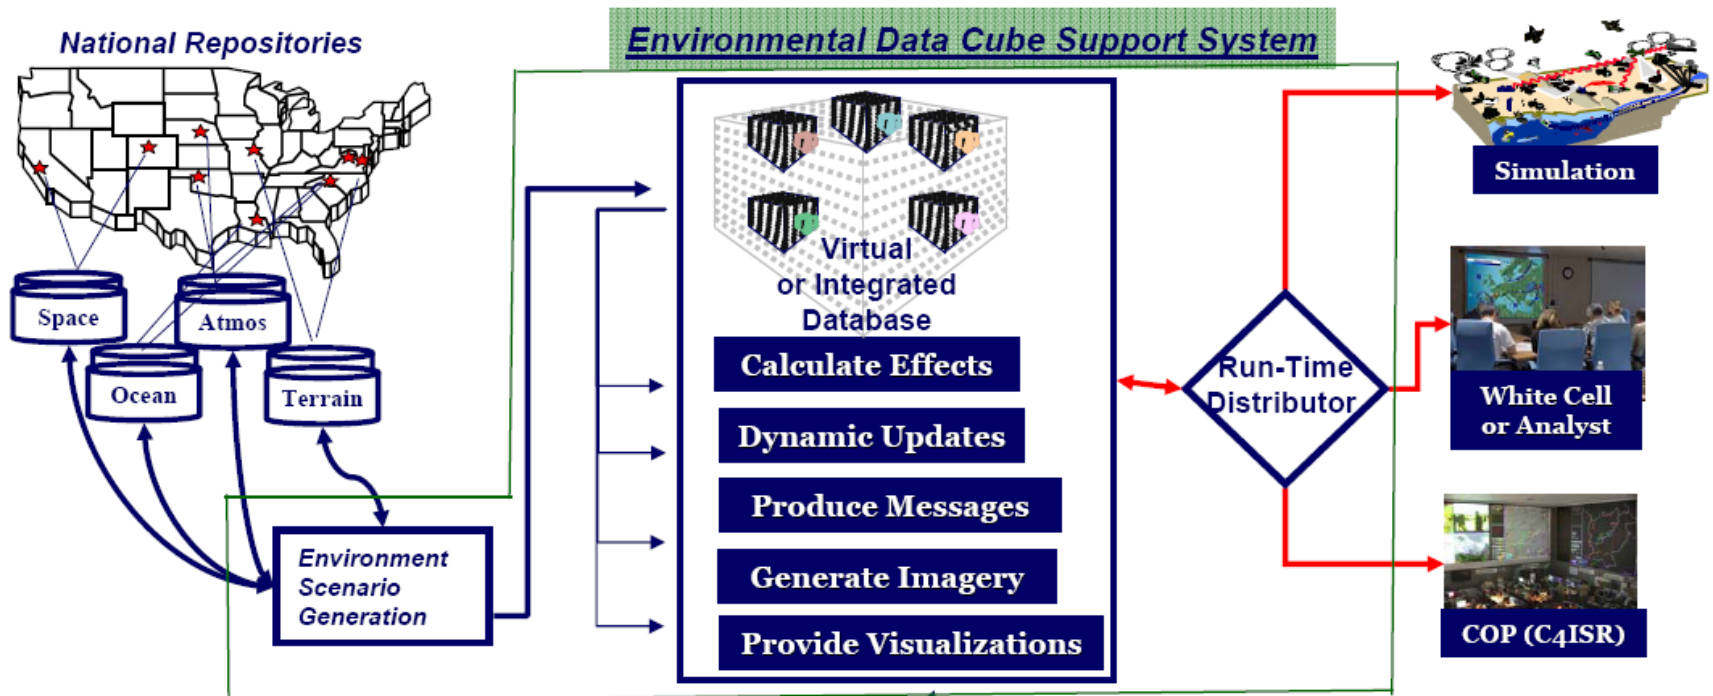 National Repositories
Environmental Data Cube Support System
Space
Atmos
Ocean
Terrain
Environment
Scenario
Generation
Virtual
or Integrated
Database
Calculate Effects
Dynamic Updates
Produce Messages
Generate Imagery
Provide Visualizations
Run-Time
Distributor
Simulation
White Cell
or Analyst
COP (C4ISR)